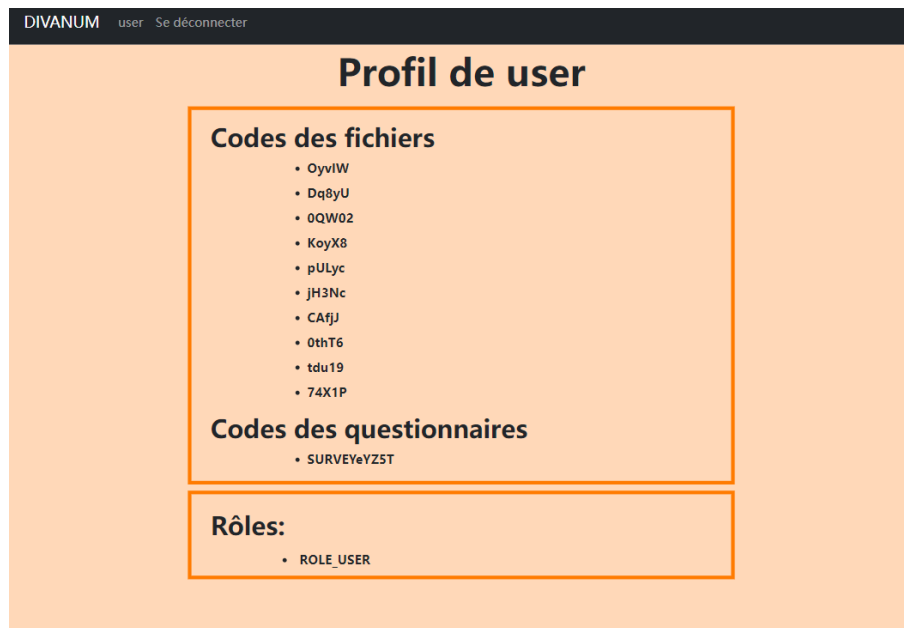 DIVANUM user Se déconnecter
Profil de user
Codes des fichiers
• OyvIW
• Dq8yU
• 0QW02
• KoyX8
• pULyc
• jH3Nc
• CAfjJ
• 0thT6
• tdu19
• 74X1P
Codes des questionnaires
• SURVEYeYZ5T
Rôles:
• ROLE_USER